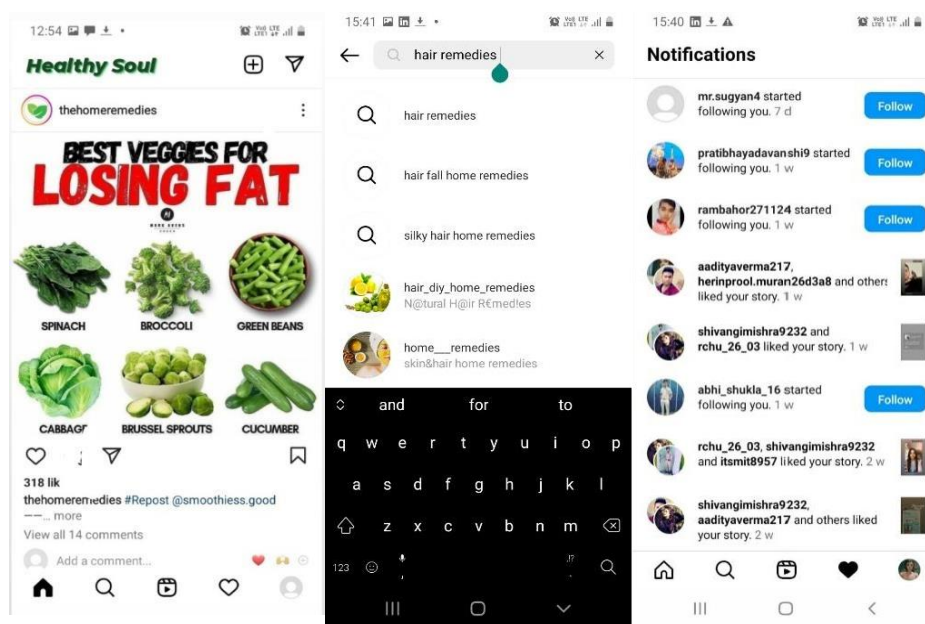 12:54
VoD LTE
LTE1
Healthy Soul
thehomeremedies
BEST VEGGIES FOR
LOSING FAT
SPINACH
BROCCOLI
GREEN BEANS
CABBAGE
BRUSSEL SPROUTS
CUCUMBER
318 lik
thehomeremedies #Repost @smoothiess.good
——... more
View all 14 comments
Add a comment...
15:41
hair remedies
hair remedies
hair fall home remedies
silky hair home remedies
hair_diy_home_remedies
N@tural H@ir R€med!es
home___remedies
skin&hair home remedies
and for to
q w e r t y u i o p
a s d f g h j k l
z x c v b n m
123 , .!?
15:40
Notifications
mr.sugyan4 started
following you. 7 d
Follow
pratibhayadavanshi9 started
following you. 1 w
Follow
rambahor271124 started
following you. 1 w
Follow
aadityaverma217,
herinprool.muran26d3a8 and others
liked your story. 1 w
shivangimishra9232 and
rchu_26_03 liked your story. 1 w
abhi_shukla_16 started
following you. 1 w
Follow
rchu_26_03, shivangimishra9232
and itsmit8957 liked your story. 2 w
shivangimishra9232,
aadityaverma217 and others liked
your story. 2 w